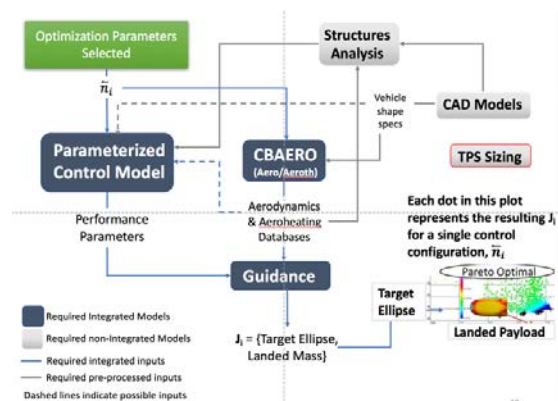 Optimization Parameters
Selected
n̄ᵢ
Structures
Analysis
Vehicle
shape
specs
CAD Models
Parameterized
Control Model
CBAERO
(Aero/Aeroth)
TPS Sizing
Performance
Parameters
Aerodynamics
& Aeroheating
Databases
Each dot in this plot
represents the resulting Jᵢ
for a single control
configuration, n̄ᵢ
Guidance
Pareto Optimal
Target
Ellipse
Landed Payload
Jᵢ = {Target Ellipse,
Landed Mass}
Required Integrated Models
Required non-Integrated Models
Required integrated inputs
Required pre-processed inputs
Dashed lines indicate possible inputs